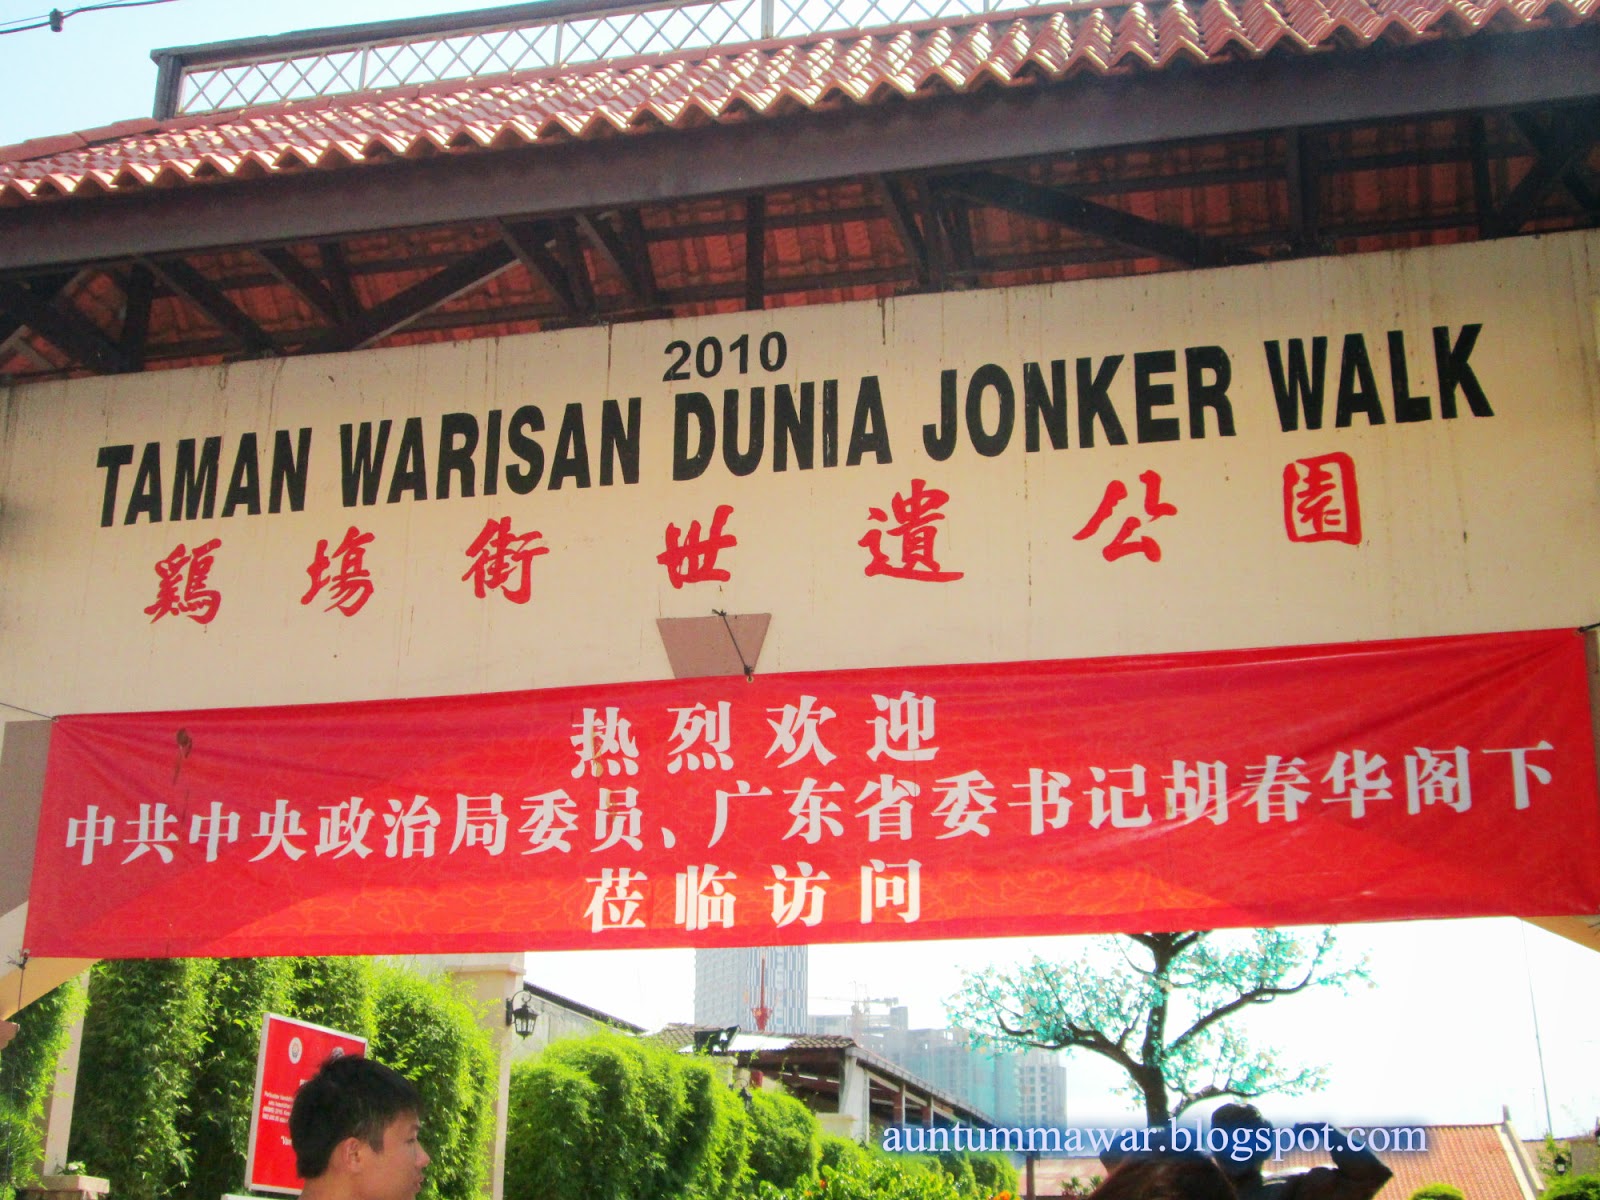 2010
TAMAN WARISAN DUNIA JONKER WALK
鷄場街世遺公園
热烈欢迎
中共中央政治局委员、广东省委书记胡春华阁下
莅临访问
auntummawar.blogspot.com